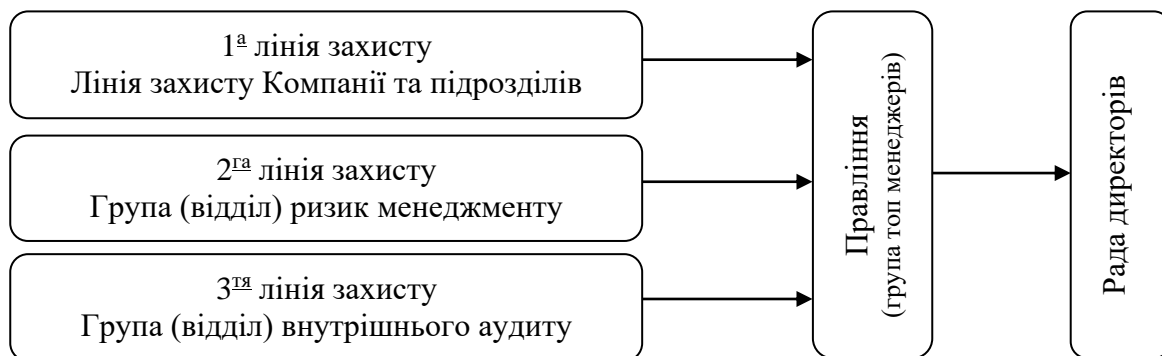 1ª лінія захисту
Лінія захисту Компанії та підрозділів
2га лінія захисту
Група (відділ) ризик менеджменту
3тя лінія захисту
Група (відділ) внутрішнього аудиту
Правління
(група топ менеджерів)
Рада директорів